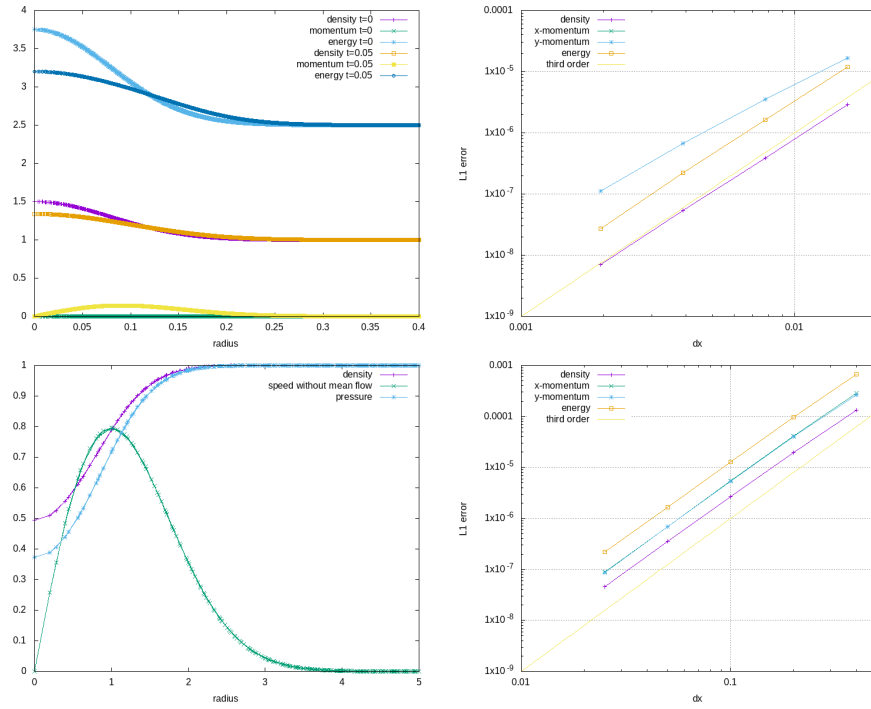 density t=0
momentum t=0
energy t=0
density t=0.05
momentum t=0.05
energy t=0.05
4
3.5
3
2.5
2
1.5
1
0.5
0
0 0.05 0.1 0.15 0.2 0.25 0.3 0.35 0.4
radius
density
x-momentum
y-momentum
energy
third order
0.0001
1x10-5
1x10-6
1x10-7
1x10-8
1x10-9
L1 error
0.001 0.01
dx
density
speed without mean flow
pressure
1
0.9
0.8
0.7
0.6
0.5
0.4
0.3
0.2
0.1
0
0 1 2 3 4 5
radius
density
x-momentum
y-momentum
energy
third order
0.001
0.0001
1x10-5
1x10-6
1x10-7
1x10-8
1x10-9
L1 error
0.01 0.1
dx